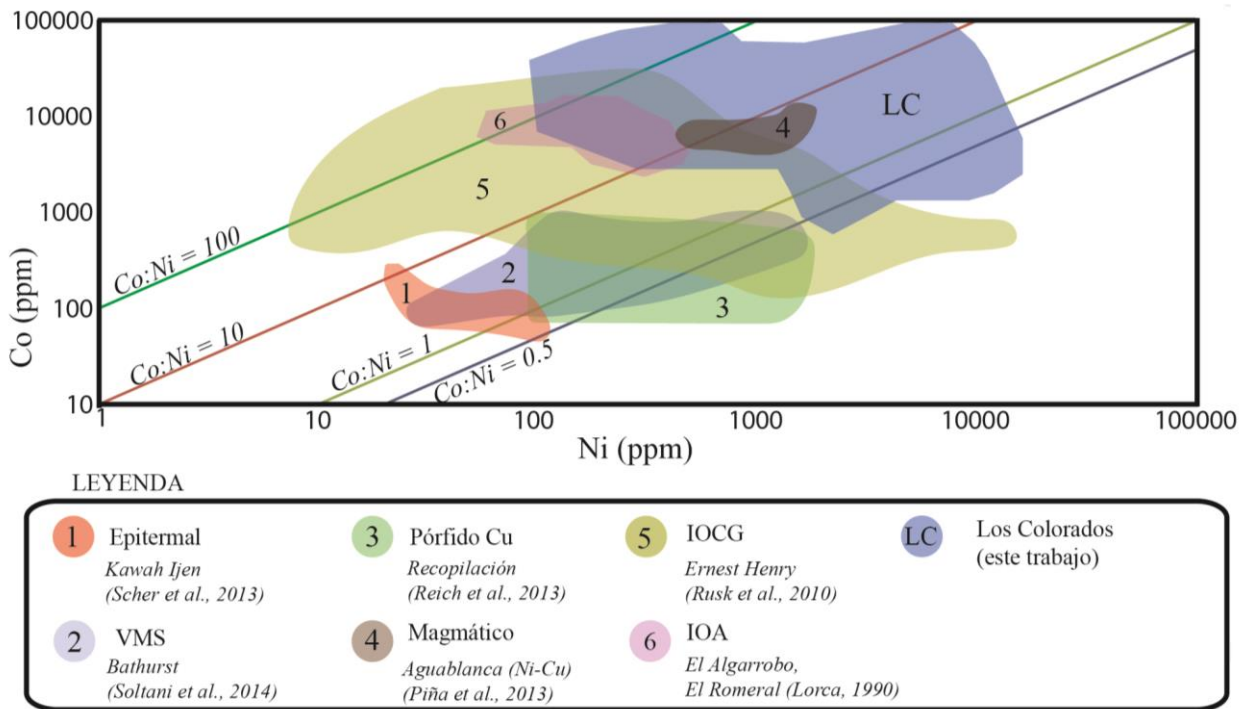 100000
10000
1000
100
10
Co (ppm)
1
10
100
1000
10000
100000
Ni (ppm)
Co:Ni = 100
Co:Ni = 10
Co:Ni = 1
Co:Ni = 0.5
6
5
4
LC
1
2
3
LEYENDA
1 Epitermal
Kawah Ijen
(Scher et al., 2013)
2 VMS
Bathurst
(Soltani et al., 2014)
3 Pórfido Cu
Recopilación
(Reich et al., 2013)
4 Magmático
Aguablanca (Ni-Cu)
(Piña et al., 2013)
5 IOCG
Ernest Henry
(Rusk et al., 2010)
6 IOA
El Algarrobo,
El Romeral (Lorca, 1990)
LC Los Colorados
(este trabajo)